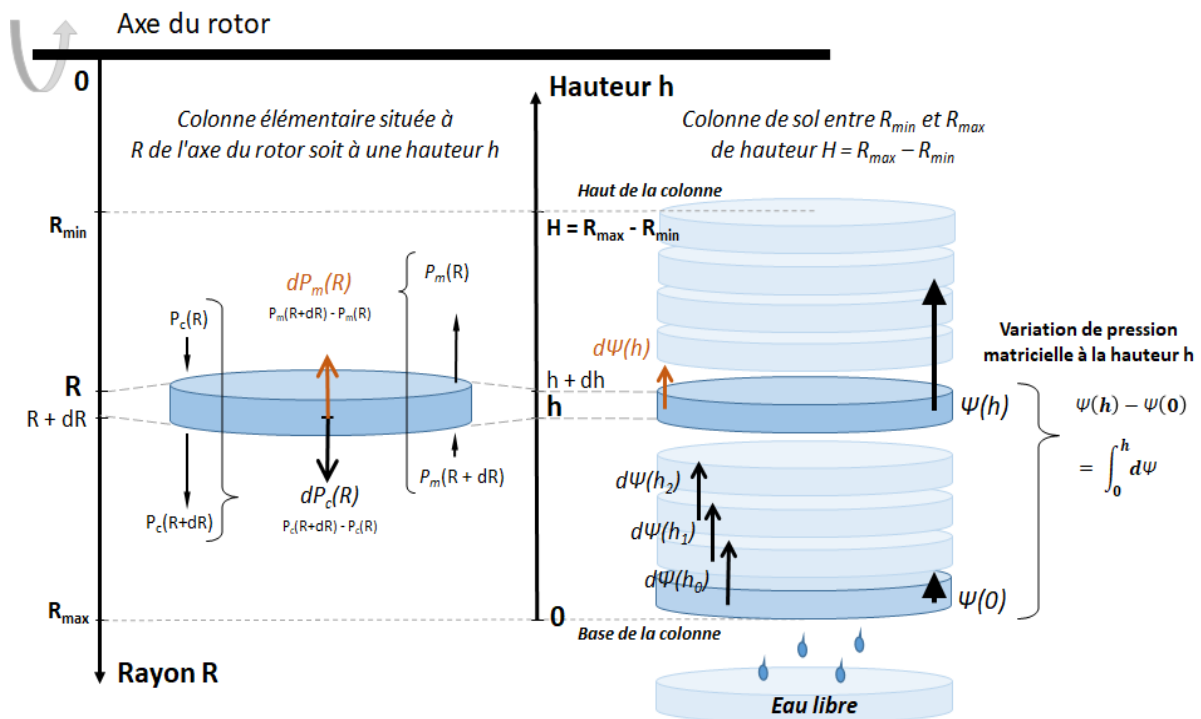 Axe du rotor
0
Hauteur h
Colonne élémentaire située à
R de l'axe du rotor soit à une hauteur h
Colonne de sol entre Rmin et Rmax
de hauteur H = Rmax – Rmin
Haut de la colonne
Rmin
H = Rmax - Rmin
dPm(R)
Pm(R+dR) - Pm(R)
Pm(R)
Pc(R)
Variation de pression
matricielle à la hauteur h
dΨ(h)
R
h + dh
R + dR
h
Ψ(h)
Ψ(h) – Ψ(0)
= ∫0h dΨ
Pm(R + dR)
dPc(R)
Pc(R+dR) - Pc(R)
Pc(R+dR)
dΨ(h2)
dΨ(h1)
dΨ(h0)
Ψ(0)
Rmax
0
Base de la colonne
Rayon R
Eau libre